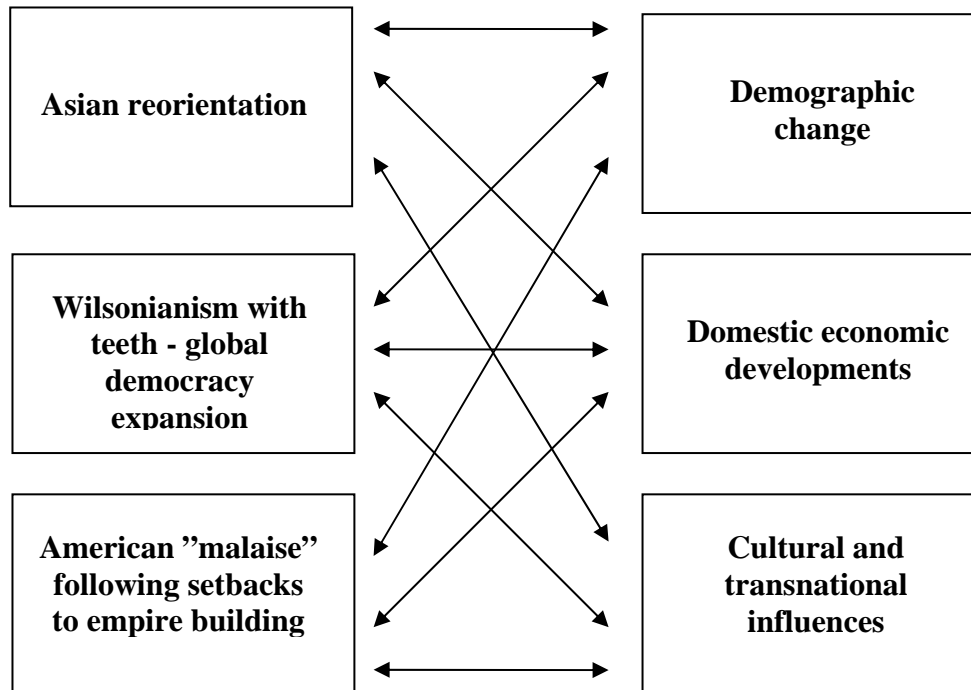 Asian reorientation
Demographic
change
Wilsonianism with
teeth - global
democracy
expansion
Domestic economic
developments
American ”malaise”
following setbacks
to empire building
Cultural and
transnational
influences